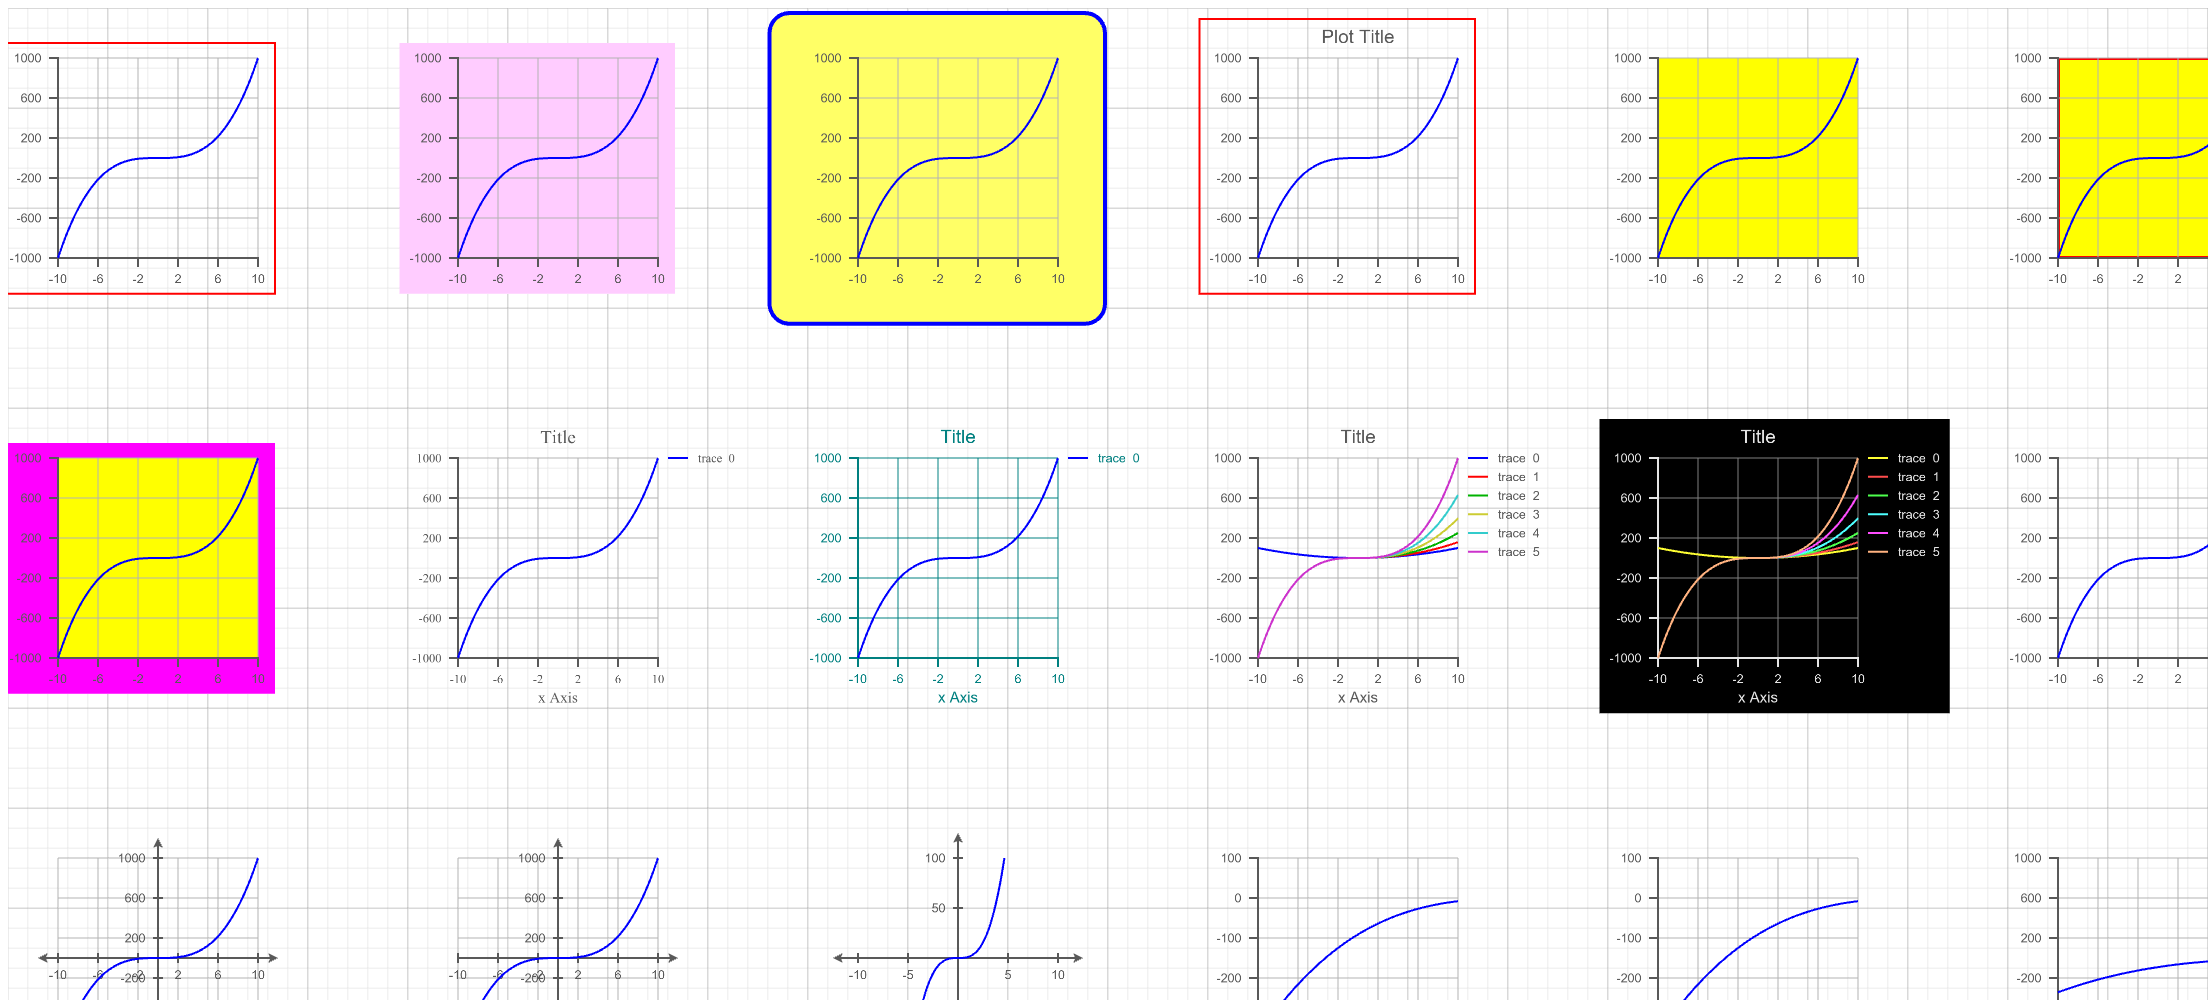 Plot Title
1000 1000 1000 1000 1000 1000
600 600 600 600 600 600
200 200 200 200 200 200
-200 -200 -200 -200 -200 -200
-600 -600 -600 -600 -600 -600
-1000 -1000 -1000 -1000 -1000 -1000
-10 -6 -2 2 6 10 -10 -6 -2 2 6 10 -10 -6 -2 2 6 10 -10 -6 -2 2 6 10 -10 -6 -2 2 6 10 -10 -6 -2 2
Title Title Title Title
1000 1000 trace 0 1000 trace 0 1000 trace 0 1000 trace 0 1000
trace 1 trace 1
600 600 600 600 trace 2 600 trace 2 600
trace 3 trace 3
200 200 200 200 trace 4 200 trace 4 200
trace 5 trace 5
-200 -200 -200 -200 -200 -200
-600 -600 -600 -600 -600 -600
-1000 -1000 -1000 -1000 -1000 -1000
-10 -6 -2 2 6 10 -10 -6 -2 2 6 10 -10 -6 -2 2 6 10 -10 -6 -2 2 6 10 -10 -6 -2 2 6 10 -10 -6 -2 2
x Axis x Axis x Axis x Axis
1000 1000 100 100 100 1000
600 600 50 0 0 600
200 200 -100 -100 200
-10 -6 -2 2 6 10 -10 -6 -2 2 6 10 -10 -5 5 10
-200 -200 -200 -200 -200